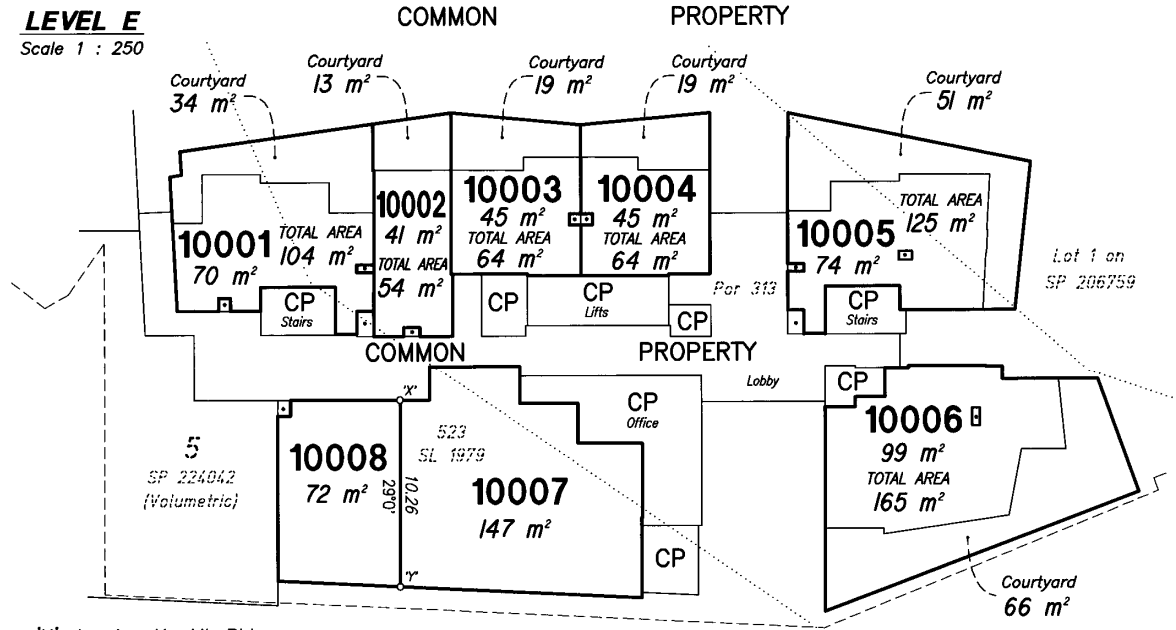 LEVEL E
Scale 1 : 250
COMMON PROPERTY
Courtyard
34 m²
Courtyard
13 m²
Courtyard
19 m²
Courtyard
19 m²
Courtyard
51 m²
10001
70 m²
TOTAL AREA
104 m²
10002
41 m²
TOTAL AREA
54 m²
10003
45 m²
TOTAL AREA
64 m²
10004
45 m²
TOTAL AREA
64 m²
10005
74 m²
TOTAL AREA
125 m²
Lot 1 on
SP 206759
Por 313
CP
Stairs
CP
CP
Lifts
CP
CP
Stairs
COMMON PROPERTY
Lobby
'X'
CP
Office
CP
5
SP 224042
(Volumetric)
10008
72 m²
10.26
29°0'
523
SL 1979
10007
147 m²
'Y'
CP
10006
99 m²
TOTAL AREA
165 m²
Courtyard
66 m²